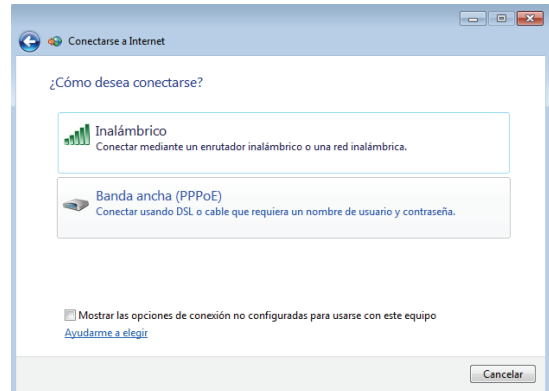 Conectarse a Internet
¿Cómo desea conectarse?
Inalámbrico
Conectar mediante un enrutador inalámbrico o una red inalámbrica.
Banda ancha (PPPoE)
Conectar usando DSL o cable que requiera un nombre de usuario y contraseña.
Mostrar las opciones de conexión no configuradas para usarse con este equipo
Ayudarme a elegir
Cancelar